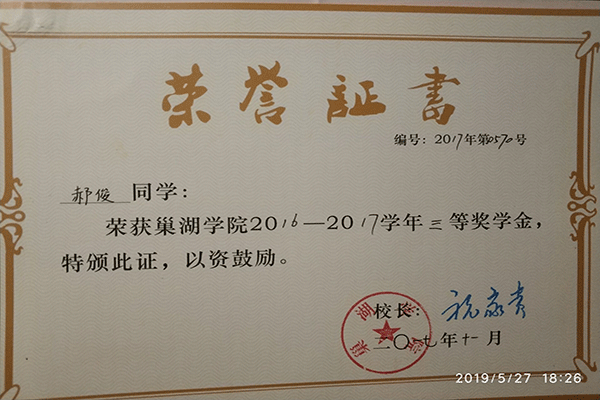 荣誉证书
编号：2017年第0570号
郝俊 同学：
荣获巢湖学院2016—2017学年三等奖学金，
特颁此证，以资鼓励。
校长：
二〇一七年十一月
2019/5/27 18:26